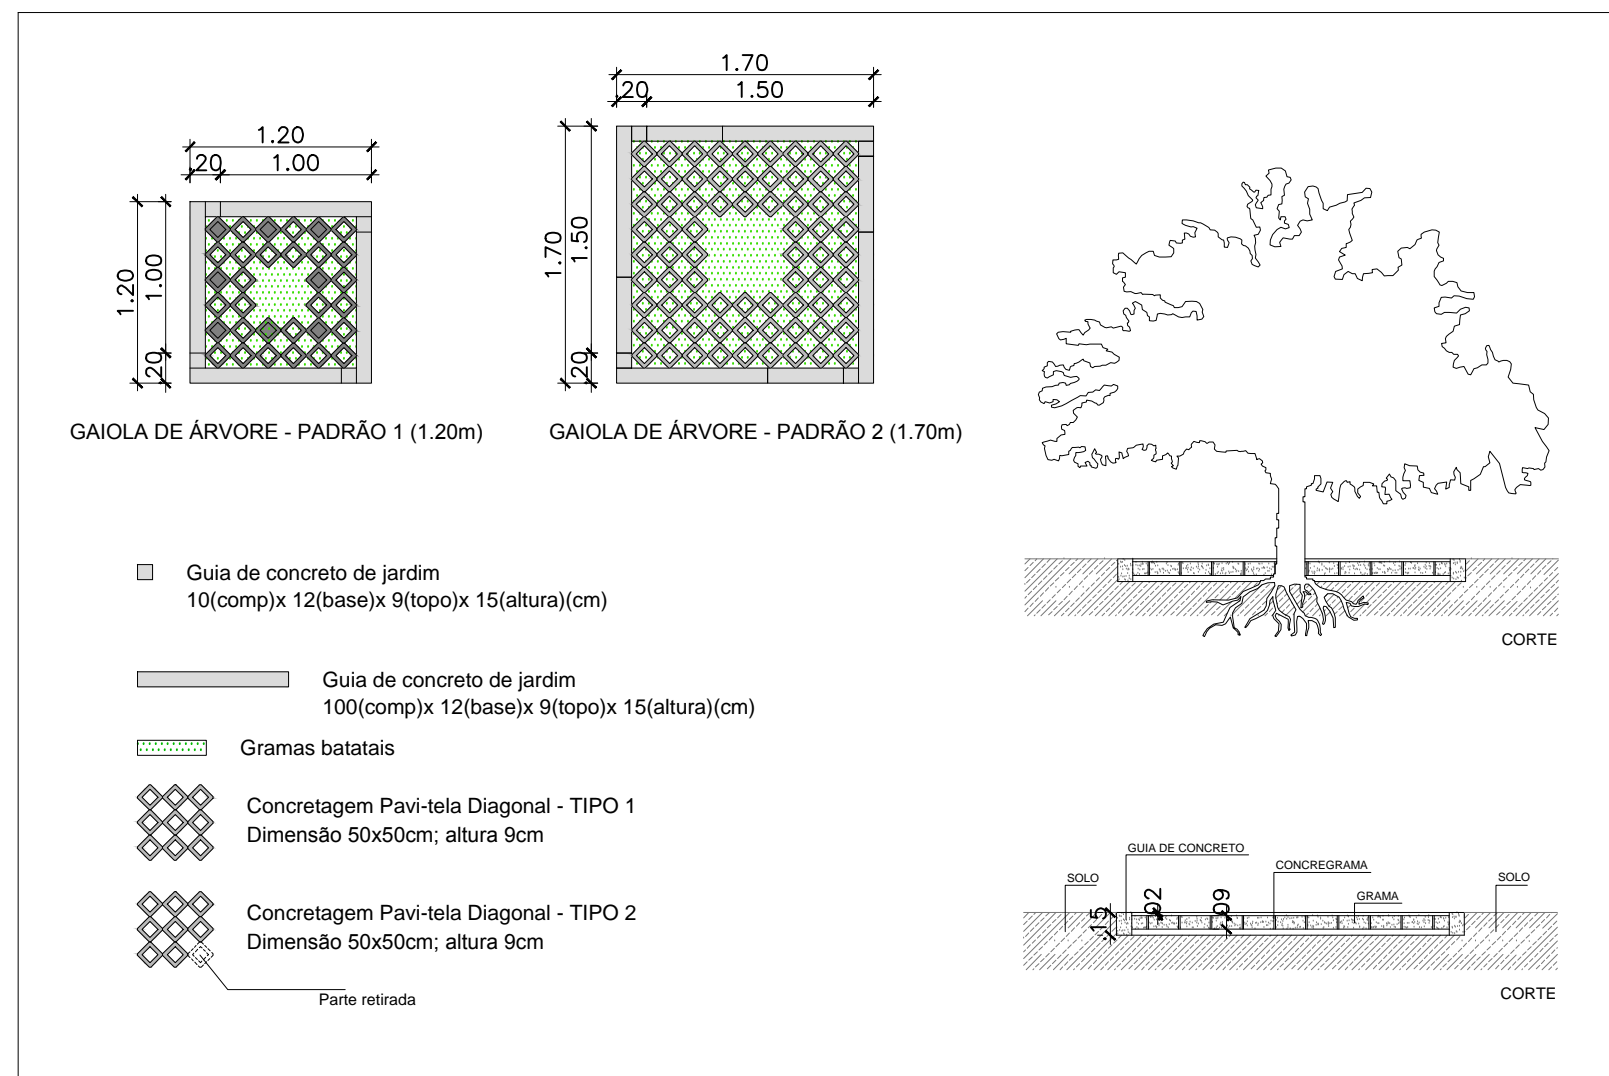 1.70
20
1.50
1.20
20
1.00
1.70
1.50
20
1.20
1.00
20
GAIOLA DE ÁRVORE - PADRÃO 1 (1.20m)
GAIOLA DE ÁRVORE - PADRÃO 2 (1.70m)
Guia de concreto de jardim
10(comp)x 12(base)x 9(topo)x 15(altura)(cm)
Guia de concreto de jardim
100(comp)x 12(base)x 9(topo)x 15(altura)(cm)
Gramas batatais
Concretagem Pavi-tela Diagonal - TIPO 1
Dimensão 50x50cm; altura 9cm
Concretagem Pavi-tela Diagonal - TIPO 2
Dimensão 50x50cm; altura 9cm
Parte retirada
CORTE
GUIA DE CONCRETO
CONCREGRAMA
SOLO
SOLO
GRAMA
.15
02
09
CORTE